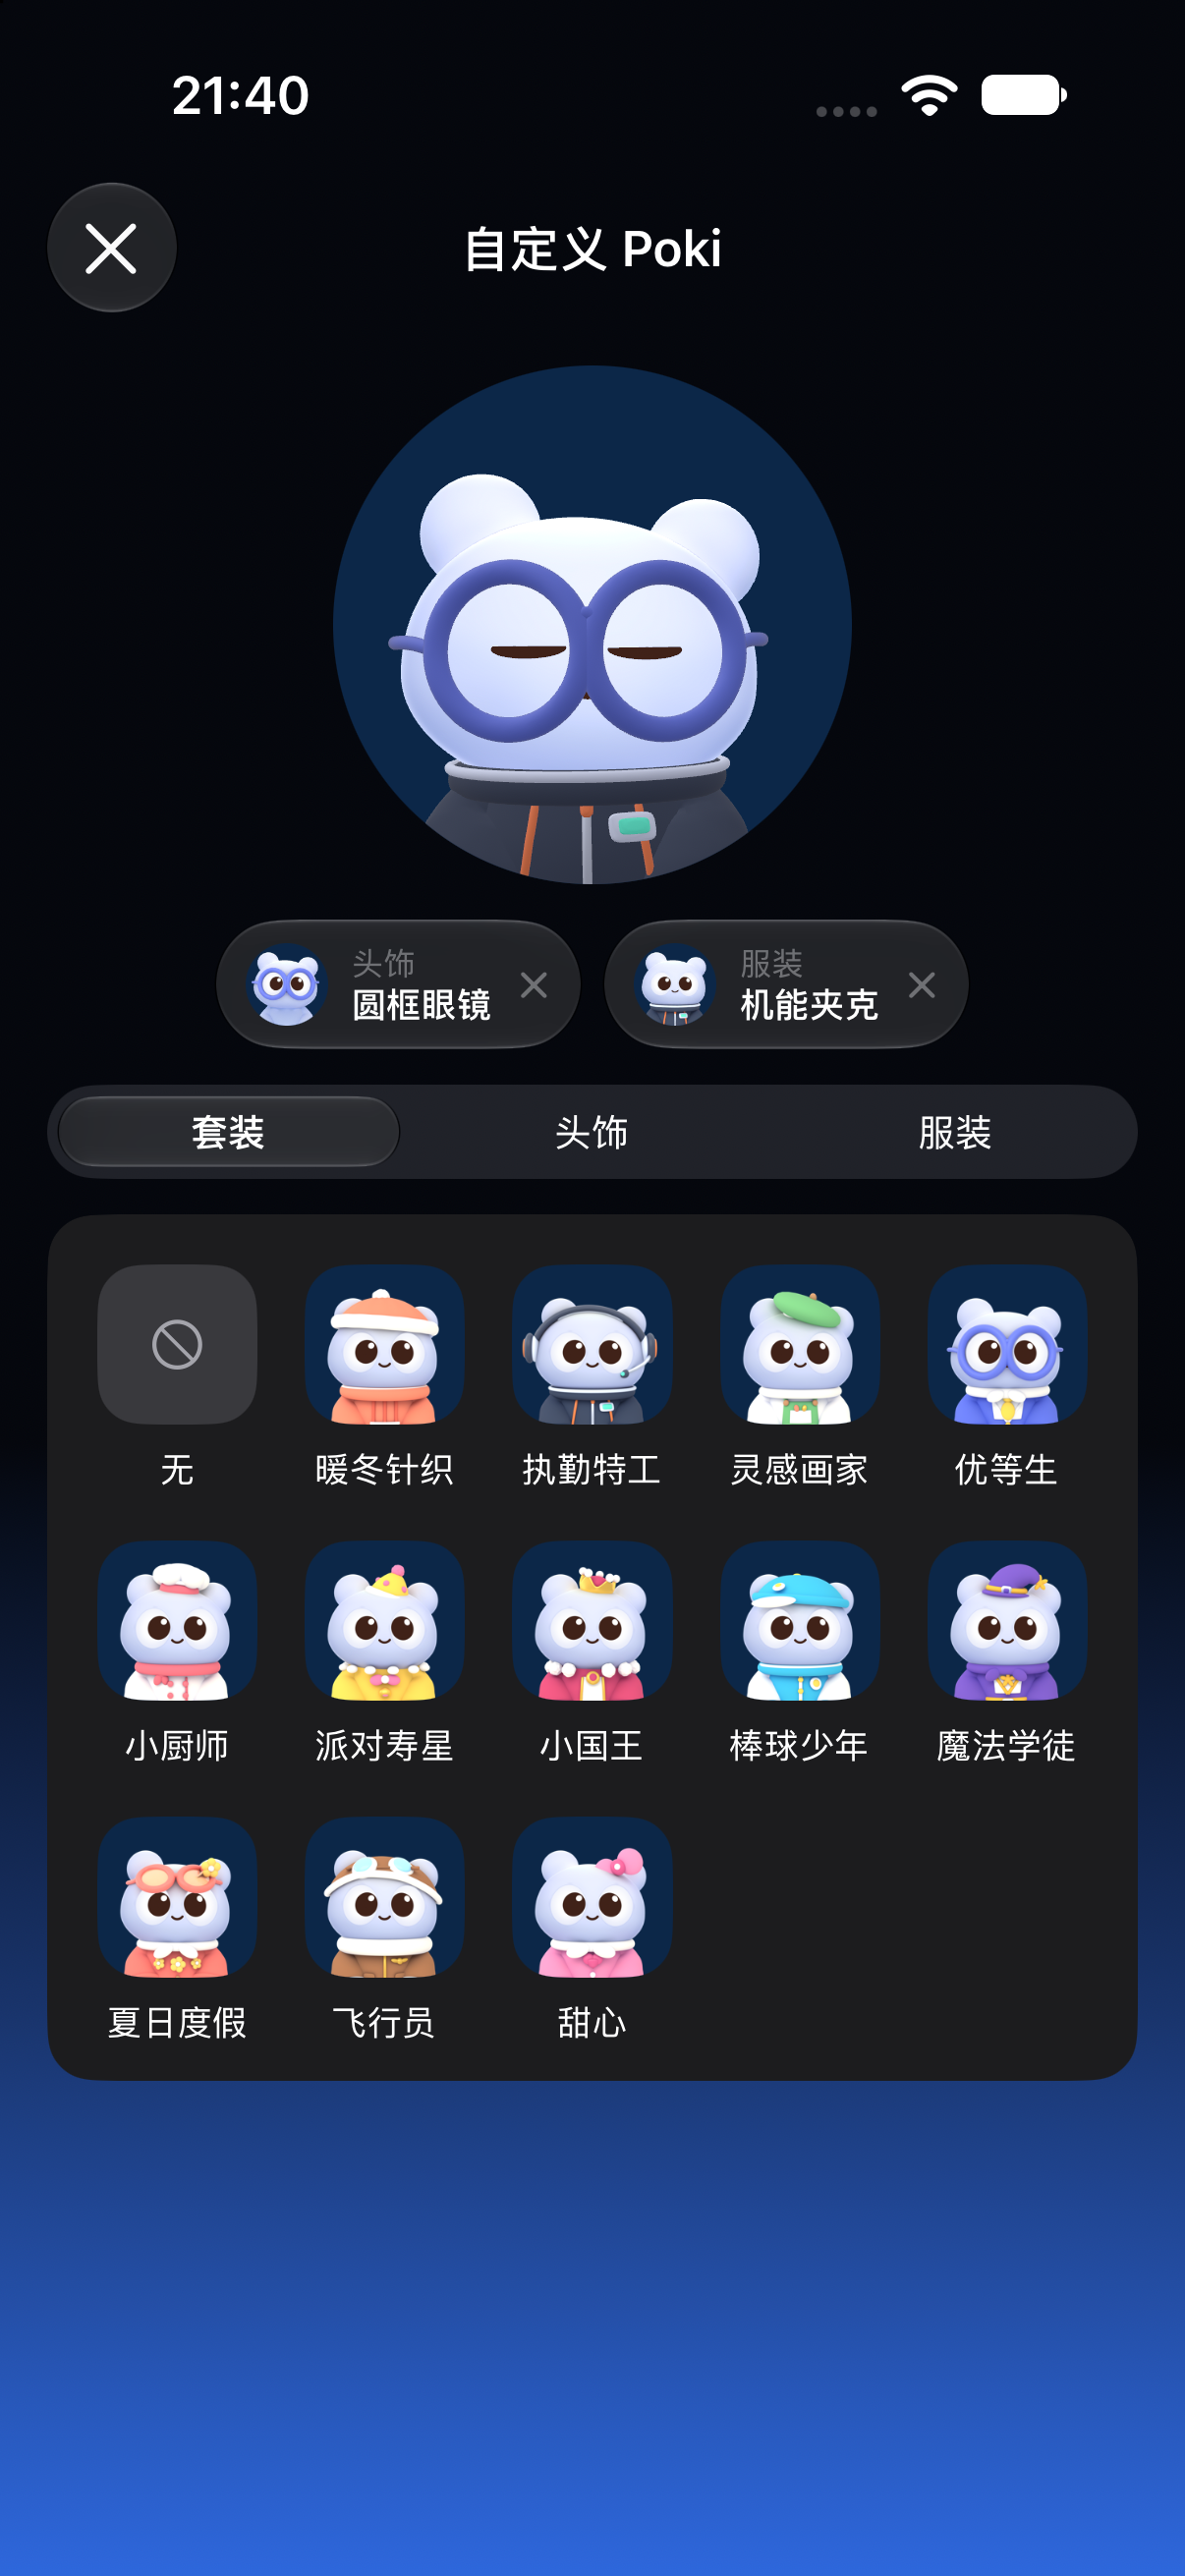 21:40
自定义 Poki
头饰
圆框眼镜
服装
机能夹克
套装
头饰
服装
无
暖冬针织
执勤特工
灵感画家
优等生
小厨师
派对寿星
小国王
棒球少年
魔法学徒
夏日度假
飞行员
甜心